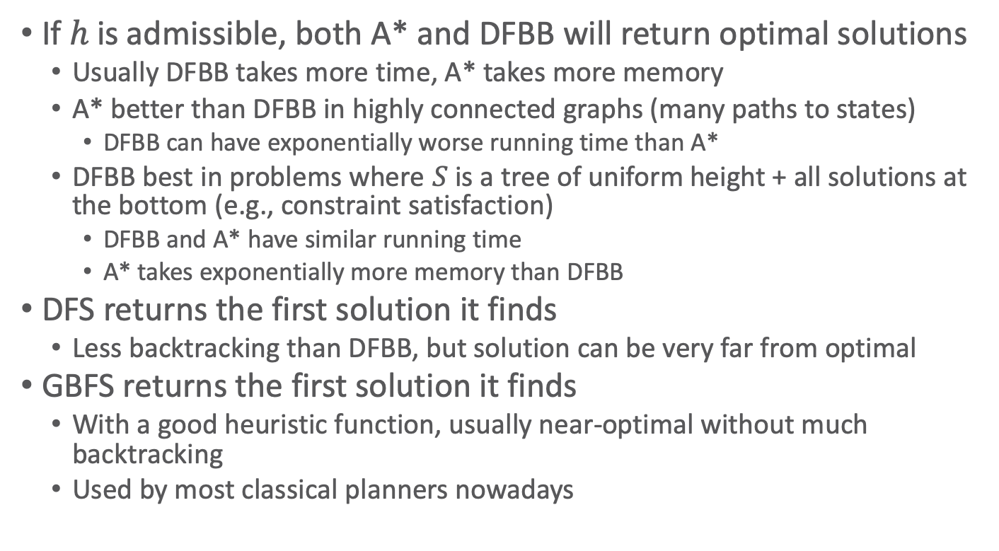 • If ℎ is admissible, both A* and DFBB will return optimal solutions
• Usually DFBB takes more time, A* takes more memory
• A* better than DFBB in highly connected graphs (many paths to states)
• DFBB can have exponentially worse running time than A*
• DFBB best in problems where 𝑆 is a tree of uniform height + all solutions at
the bottom (e.g., constraint satisfaction)
• DFBB and A* have similar running time
• A* takes exponentially more memory than DFBB
• DFS returns the first solution it finds
• Less backtracking than DFBB, but solution can be very far from optimal
• GBFS returns the first solution it finds
• With a good heuristic function, usually near-optimal without much
backtracking
• Used by most classical planners nowadays